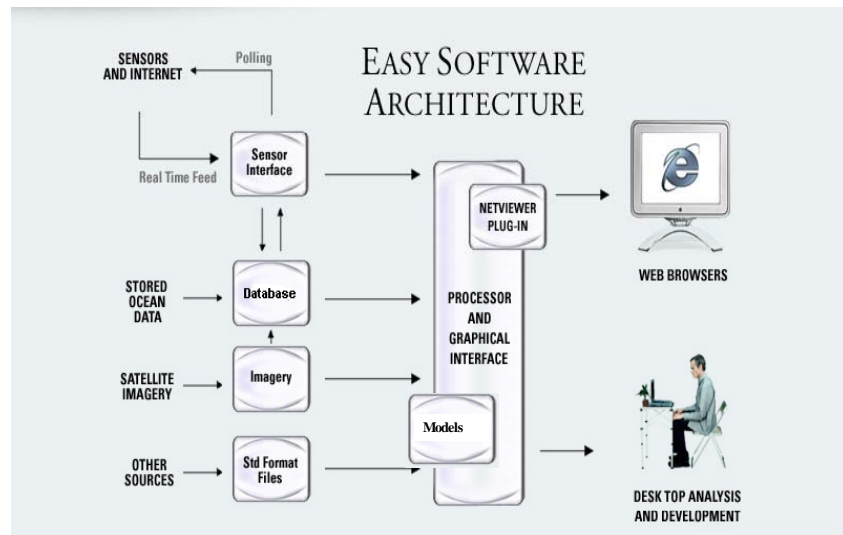 EASY SOFTWARE
ARCHITECTURE
SENSORS
AND INTERNET
Polling
Real Time Feed
Sensor
Interface
STORED
OCEAN
DATA
Database
SATELLITE
IMAGERY
Imagery
OTHER
SOURCES
Std Format
Files
NETVIEWER
PLUG-IN
PROCESSOR
AND
GRAPHICAL
INTERFACE
Models
WEB BROWSERS
DESK TOP ANALYSIS
AND DEVELOPMENT